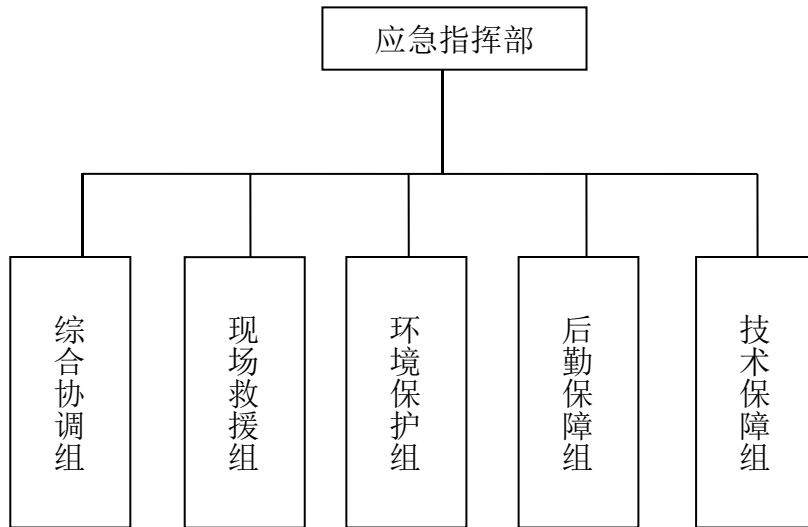 应急指挥部
综合协调组
现场救援组
环境保护组
后勤保障组
技术保障组